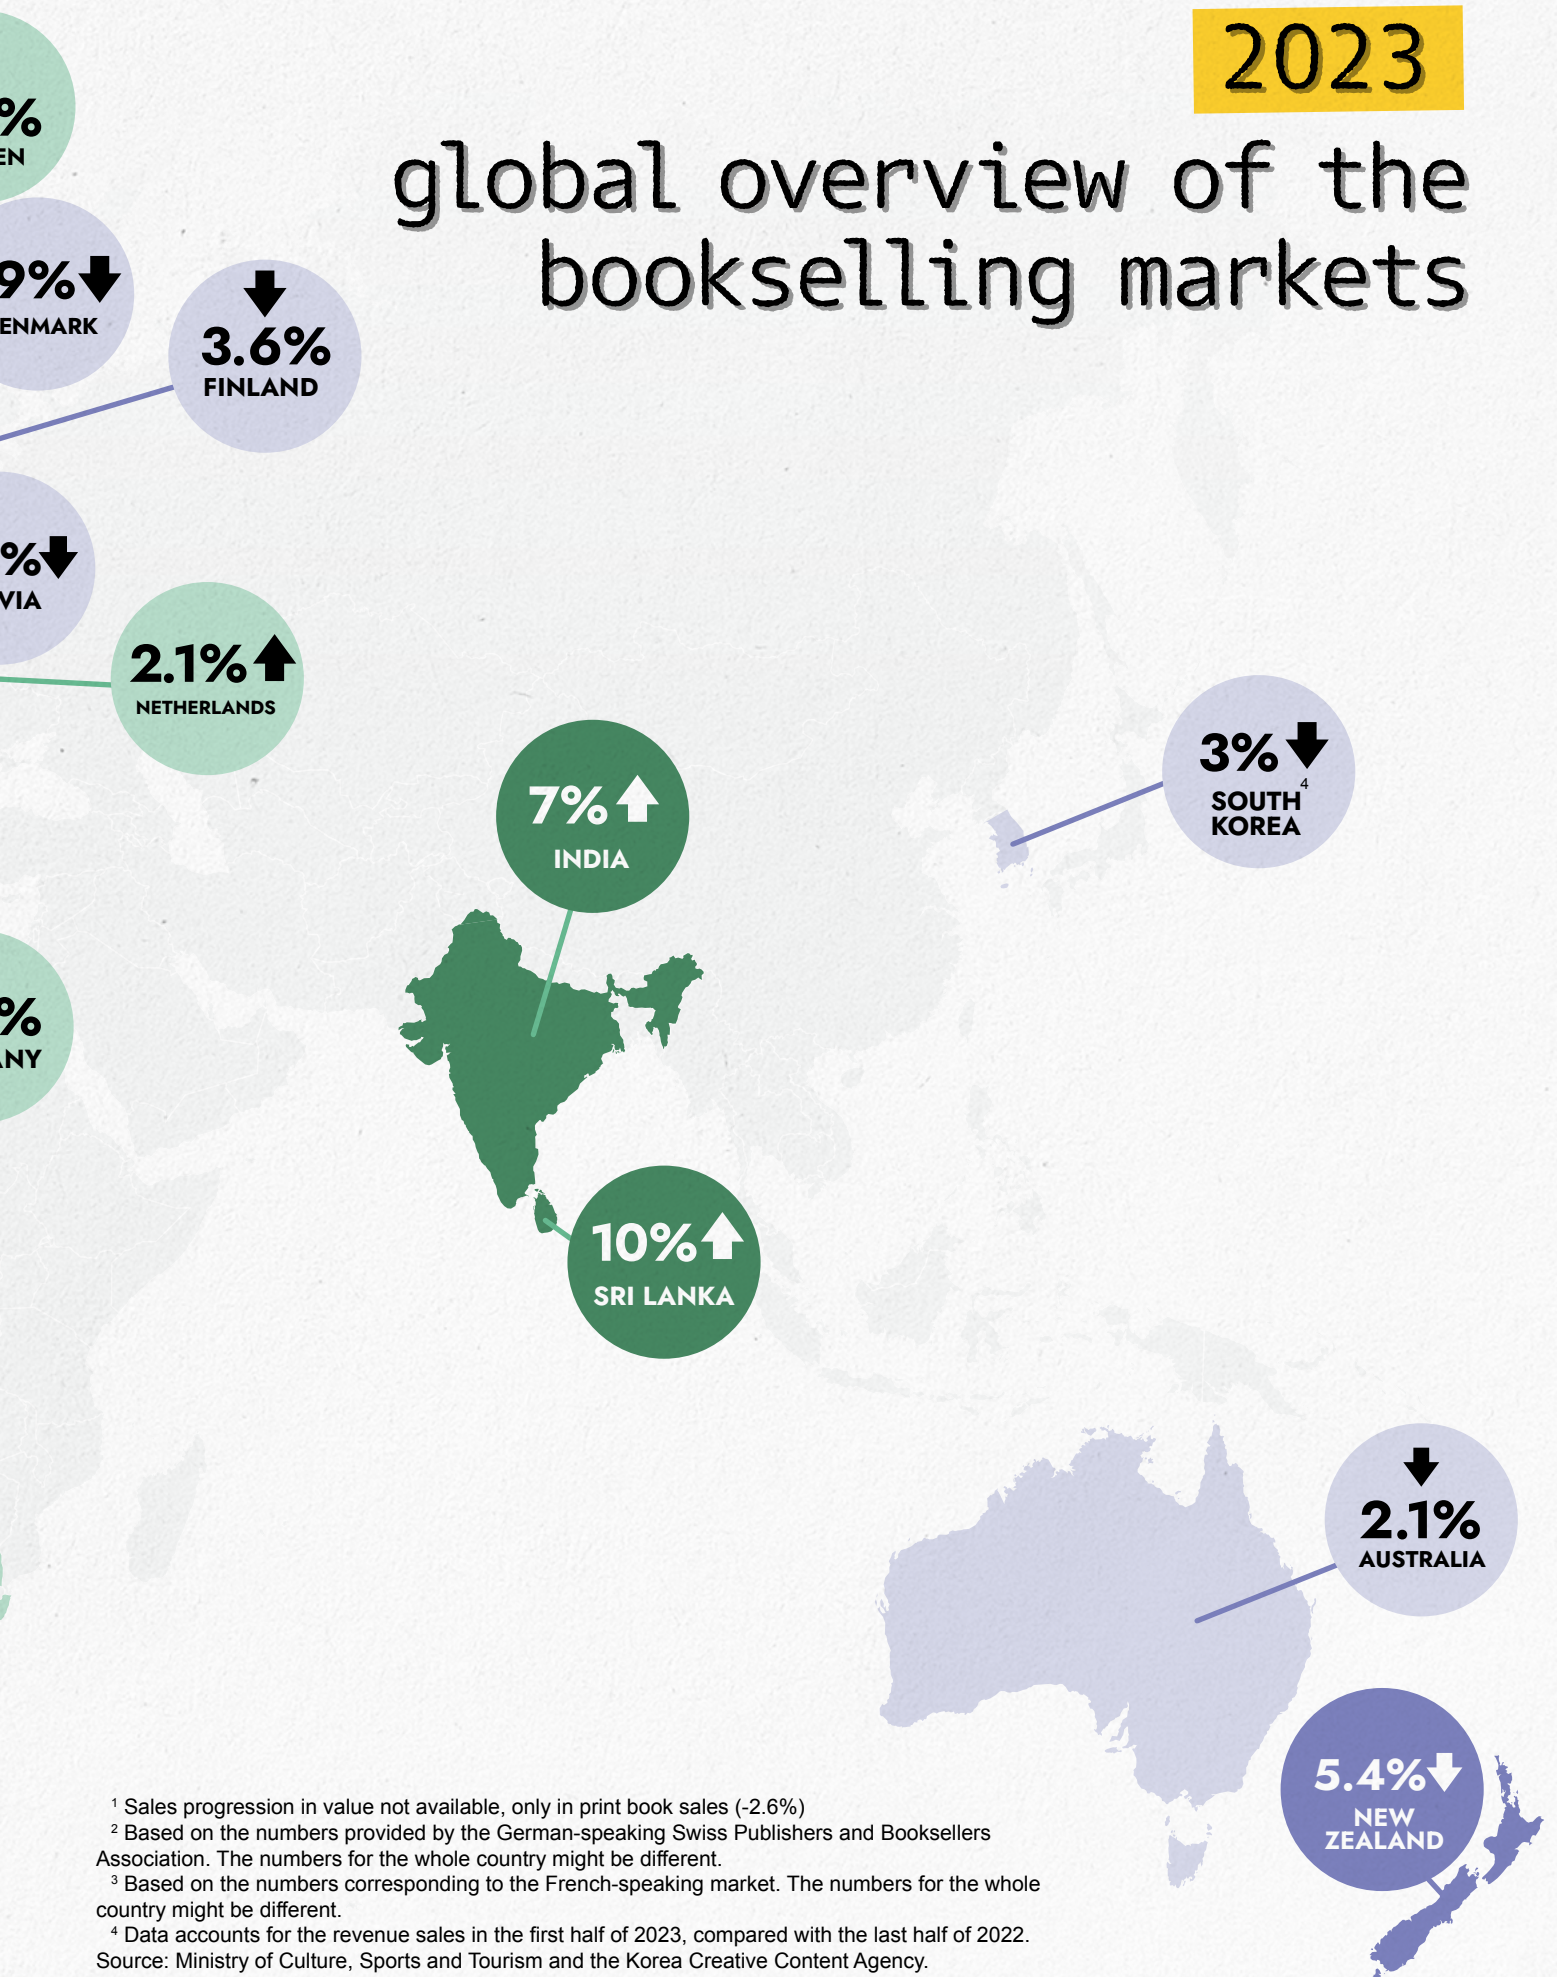 2023
global overview of the
bookselling markets
%
EN
9%
ENMARK
3.6%
FINLAND
%
VIA
2.1%
NETHERLANDS
7%
INDIA
3%
4
SOUTH
KOREA
%
ANY
10%
SRI LANKA
2.1%
AUSTRALIA
5.4%
NEW
ZEALAND
1 Sales progression in value not available, only in print book sales (-2.6%)
2 Based on the numbers provided by the German-speaking Swiss Publishers and Booksellers
Association. The numbers for the whole country might be different.
3 Based on the numbers corresponding to the French-speaking market. The numbers for the whole
country might be different.
4 Data accounts for the revenue sales in the first half of 2023, compared with the last half of 2022.
Source: Ministry of Culture, Sports and Tourism and the Korea Creative Content Agency.